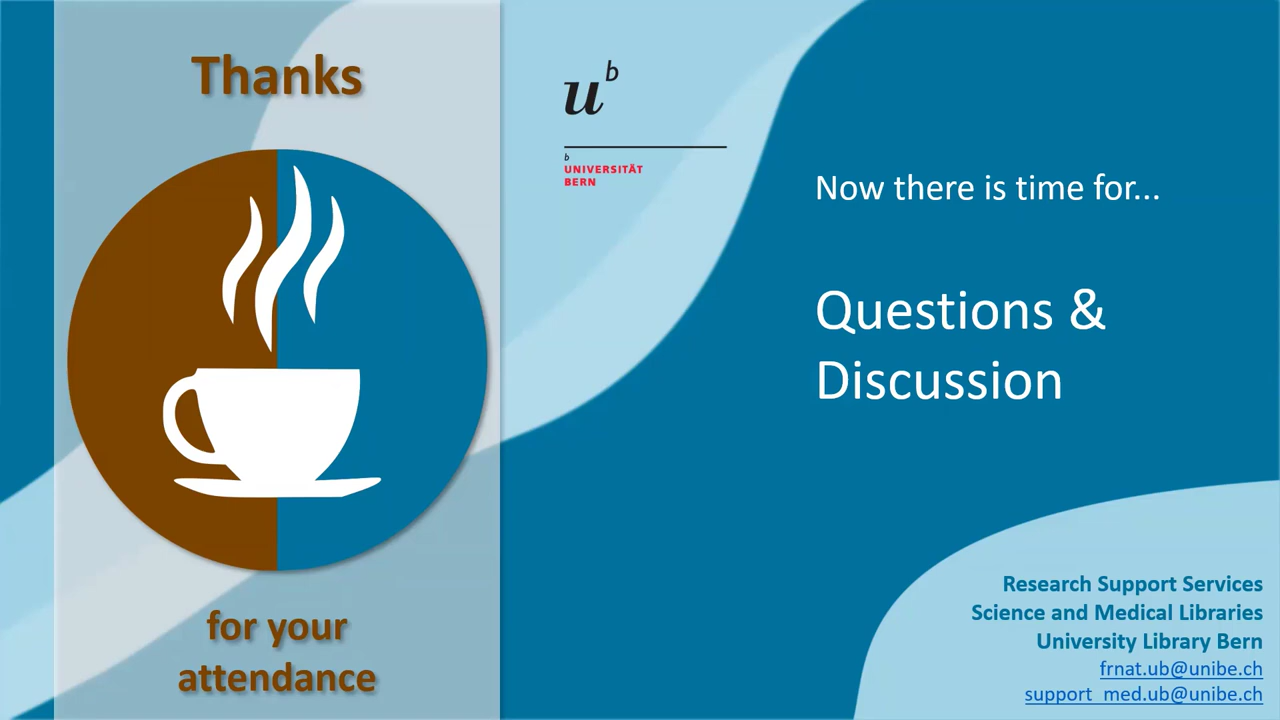 Thanks
for your
attendance
u b
b
UNIVERSITÄT
BERN
Now there is time for...
Questions &
Discussion
Research Support Services
Science and Medical Libraries
University Library Bern
frnat.ub@unibe.ch
support_med.ub@unibe.ch